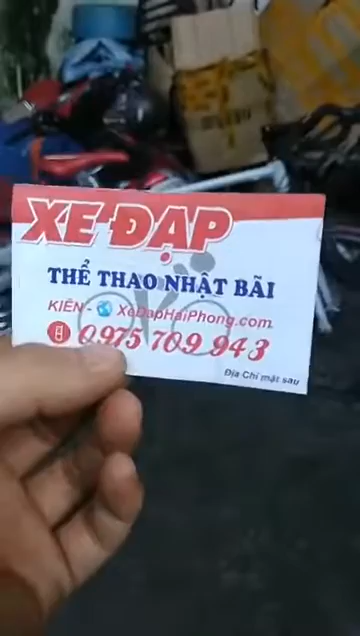 XE ĐẠP
THỂ THAO NHẬT BÃI
KIÊN - XeDapHaiPhong.com
0975 709 943
Địa Chỉ mặt sau